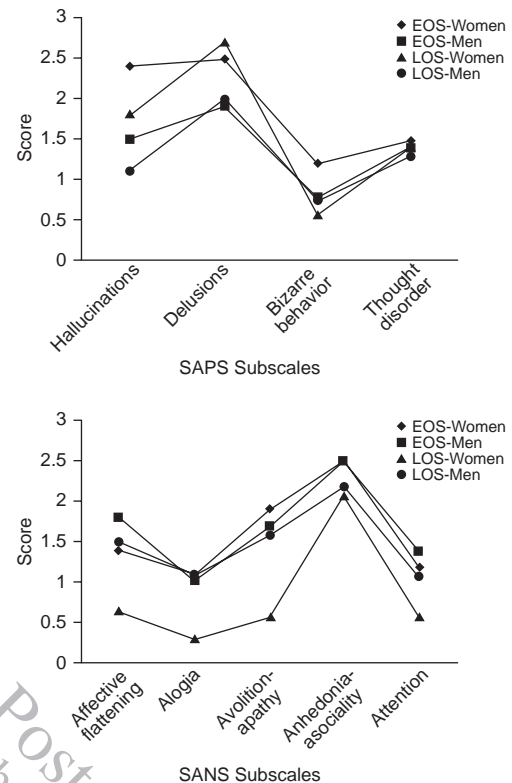 3
2.5
2
1.5
1
0.5
0
Score
EOS-Women
EOS-Men
LOS-Women
LOS-Men
Hallucinations
Delusions
Bizarre
behavior
Thought
disorder
SAPS Subscales
3
2.5
2
1.5
1
0.5
0
Score
EOS-Women
EOS-Men
LOS-Women
LOS-Men
Affective
flattening
Alogia
Avolition-
apathy
Anhedonia-
asociality
Attention
SANS Subscales
Post